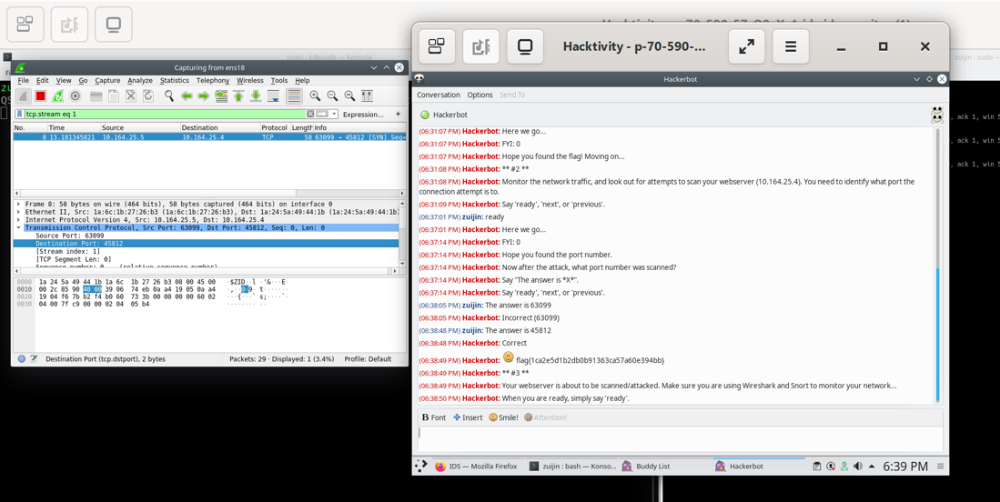 zuijin : kdesudo — Konsole
zuijin : sudo —
Capturing from ens18
File Edit View Go Capture Analyze Statistics Telephony Wireless Tools Help
tcp.stream eq 1
Expression...
+
No. Time Source Destination Protocol Length Info
8 13.181345821 10.164.25.5 10.164.25.4 TCP 58 63099 → 45812 [SYN] Seq=
Frame 8: 58 bytes on wire (464 bits), 58 bytes captured (464 bits) on interface 0
Ethernet II, Src: 1a:6c:1b:27:26:b3 (1a:6c:1b:27:26:b3), Dst: 1a:24:5a:49:44:1b (1a:24:5a:49:44:1b)
Internet Protocol Version 4, Src: 10.164.25.5, Dst: 10.164.25.4
Transmission Control Protocol, Src Port: 63099, Dst Port: 45812, Seq: 0, Len: 0
Source Port: 63099
Destination Port: 45812
[Stream index: 1]
[TCP Segment Len: 0]
Sequence number: 0 (relative sequence number)
0000 1a 24 5a 49 44 1b 1a 6c 1b 27 26 b3 08 00 45 00
0010 00 2c 85 90 40 00 39 06 74 eb 0a a4 19 05 0a a4
0020 19 04 f6 7b b2 f4 b0 60 73 3b 00 00 00 00 60 02
0030 04 00 7f c9 00 00 02 04 05 b4
Destination Port (tcp.dstport), 2 bytes
Packets: 29 · Displayed: 1 (3.4%)
Profile: Default
Hacktivity - p-70-590-...
Hackerbot
Conversation Options Send To
Hackerbot
(06:31:07 PM) Hackerbot: Here we go...
(06:31:07 PM) Hackerbot: FYI: 0
(06:31:07 PM) Hackerbot: Hope you found the flag! Moving on...
(06:31:08 PM) Hackerbot: ** #2 **
(06:31:08 PM) Hackerbot: Monitor the network traffic, and look out for attempts to scan your webserver (10.164.25.4). You need to identify what port the
connection attempt is to.
(06:31:09 PM) Hackerbot: Say 'ready', 'next', or 'previous'.
(06:37:01 PM) zuijin: ready
(06:37:01 PM) Hackerbot: Here we go...
(06:37:14 PM) Hackerbot: FYI: 0
(06:37:14 PM) Hackerbot: Hope you found the port number.
(06:37:14 PM) Hackerbot: Now after the attack, what port number was scanned?
(06:37:14 PM) Hackerbot: Say "The answer is *X*".
(06:37:14 PM) Hackerbot: Say 'ready', 'next', or 'previous'.
(06:38:05 PM) zuijin: The answer is 63099
(06:38:05 PM) Hackerbot: Incorrect (63099)
(06:38:48 PM) zuijin: The answer is 45812
(06:38:48 PM) Hackerbot: Correct
(06:38:49 PM) Hackerbot: flag{1ca2e5d1b2db0b91363ca57a60e394bb}
(06:38:49 PM) Hackerbot: ** #3 **
(06:38:49 PM) Hackerbot: Your webserver is about to be scanned/attacked. Make sure you are using Wireshark and Snort to monitor your network...
(06:38:50 PM) Hackerbot: When you are ready, simply say 'ready'.
B Font Insert Smile! Attention!
IDS — Mozilla Firefox
zuijin : bash — Konso...
Buddy List
Hackerbot
6:39 PM
, ack 1, win 5
, ack 1, win 5
, ack 1, win 5